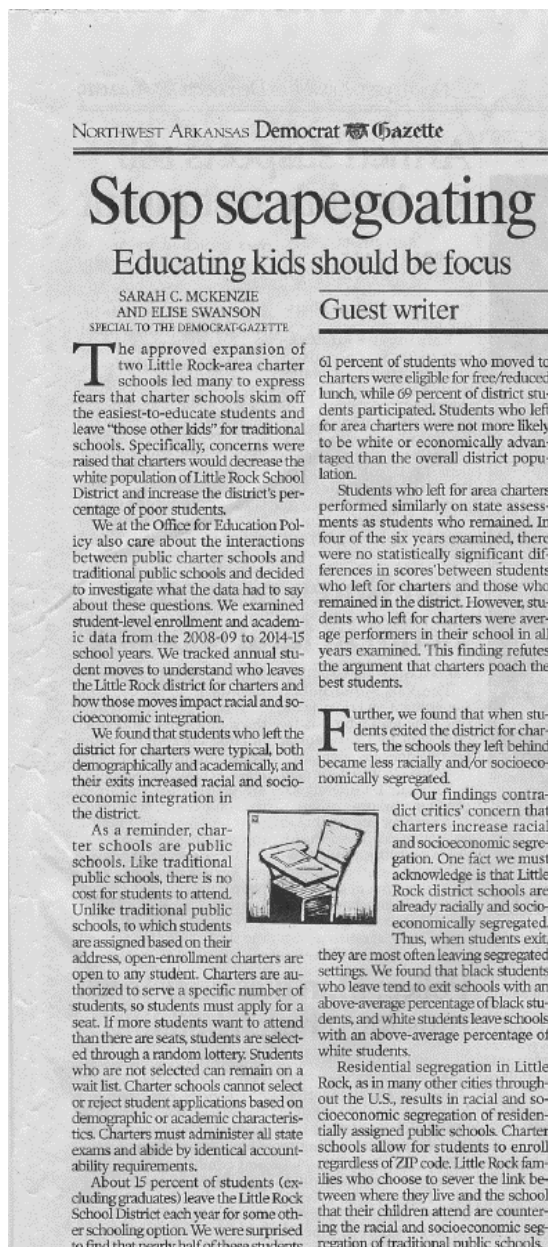 NORTHWEST ARKANSAS Democrat Gazette
Stop scapegoating
Educating kids should be focus
SARAH C. MCKENZIE
AND ELISE SWANSON
SPECIAL TO THE DEMOCRAT-GAZETTE
The approved expansion of
two Little Rock-area charter
schools led many to express
fears that charter schools skim off
the easiest-to-educate students and
leave “those other kids” for traditional
schools. Specifically, concerns were
raised that charters would decrease the
white population of Little Rock School
District and increase the district's per-
centage of poor students.
We at the Office for Education Pol-
icy also care about the interactions
between public charter schools and
traditional public schools and decided
to investigate what the data had to say
about these questions. We examined
student-level enrollment and academ-
ic data from the 2008-09 to 2014-15
school years. We tracked annual stu-
dent moves to understand who leaves
the Little Rock district for charters and
how those moves impact racial and so-
cioeconomic integration.
We found that students who left the
district for charters were typical, both
demographically and academically, and
their exits increased racial and socio-
economic integration in
the district.
As a reminder, char-
ter schools are public
schools. Like traditional
public schools, there is no
cost for students to attend.
Unlike traditional public
schools, to which students
are assigned based on their
address, open-enrollment charters are
open to any student. Charters are au-
thorized to serve a specific number of
students, so students must apply for a
seat. If more students want to attend
than there are seats, students are select-
ed through a random lottery. Students
who are not selected can remain on a
wait list. Charter schools cannot select
or reject student applications based on
demographic or academic characteris-
tics. Charters must administer all state
exams and abide by identical account-
ability requirements.
About 15 percent of students (ex-
cluding graduates) leave the Little Rock
School District each year for some oth-
er schooling option. We were surprised
to find that nearly half of those students
Guest writer
61 percent of students who moved to
charters were eligible for free/reduced
lunch, while 69 percent of district stu-
dents participated. Students who left
for area charters were not more likely
to be white or economically advan-
taged than the overall district popu-
lation.
Students who left for area charters
performed similarly on state assess-
ments as students who remained. In
four of the six years examined, there
were no statistically significant dif-
ferences in scores between students
who left for charters and those who
remained in the district. However, stu-
dents who left for charters were aver-
age performers in their school in all
years examined. This finding refutes
the argument that charters poach the
best students.
Further, we found that when stu-
dents exited the district for char-
ters, the schools they left behind
became less racially and/or socioeco-
nomically segregated.
Our findings contra-
dict critics' concern that
charters increase racial
and socioeconomic segre-
gation. One fact we must
acknowledge is that Little
Rock district schools are
already racially and socio-
economically segregated.
Thus, when students exit,
they are most often leaving segregated
settings. We found that black students
who leave tend to exit schools with an
above-average percentage of black stu-
dents, and white students leave schools
with an above-average percentage of
white students.
Residential segregation in Little
Rock, as in many other cities through-
out the U.S., results in racial and so-
cioeconomic segregation of residen-
tially assigned public schools. Charter
schools allow for students to enroll
regardless of ZIP code. Little Rock fam-
ilies who choose to sever the link be-
tween where they live and the school
that their children attend are counter-
ing the racial and socioeconomic seg-
regation of traditional public schools.